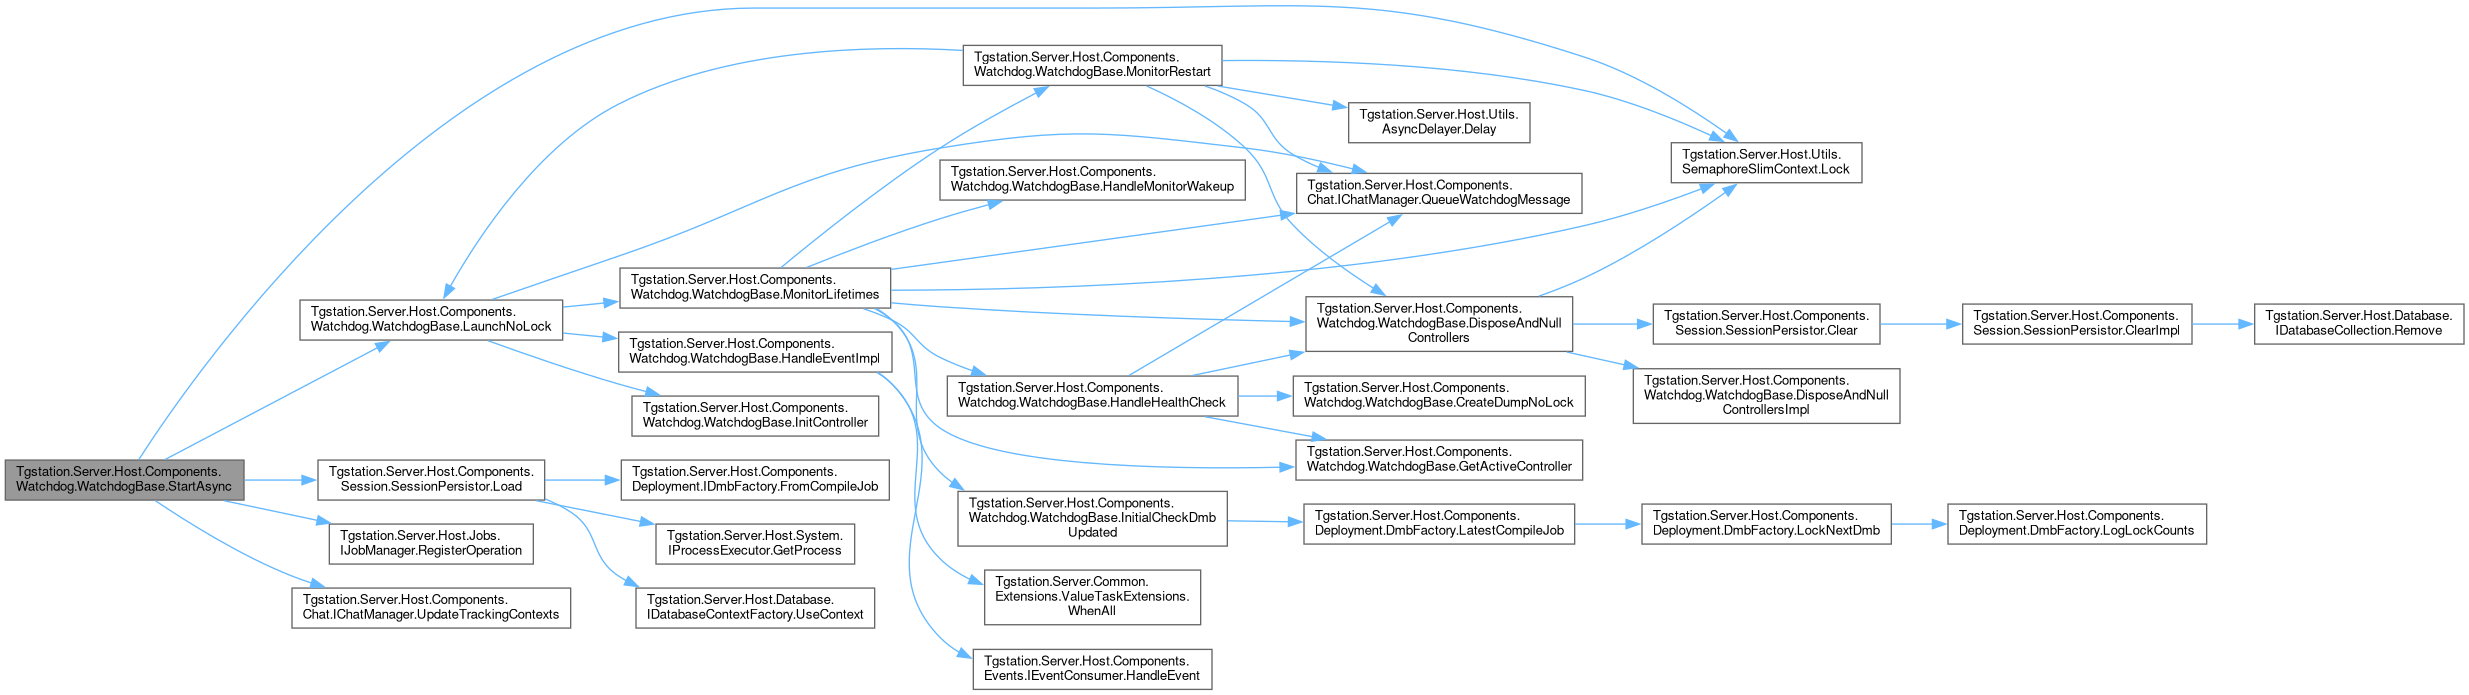 Tgstation.Server.Host.Components.
Watchdog.WatchdogBase.StartAsync
Tgstation.Server.Host.Components.
Watchdog.WatchdogBase.LaunchNoLock
Tgstation.Server.Host.Components.
Session.SessionPersistor.Load
Tgstation.Server.Host.Jobs.
IJobManager.RegisterOperation
Tgstation.Server.Host.Components.
Chat.IChatManager.UpdateTrackingContexts
Tgstation.Server.Host.Components.
Watchdog.WatchdogBase.MonitorLifetimes
Tgstation.Server.Host.Components.
Watchdog.WatchdogBase.HandleEventImpl
Tgstation.Server.Host.Components.
Watchdog.WatchdogBase.InitController
Tgstation.Server.Host.Components.
Deployment.IDmbFactory.FromCompileJob
Tgstation.Server.Host.System.
IProcessExecutor.GetProcess
Tgstation.Server.Host.Database.
IDatabaseContextFactory.UseContext
Tgstation.Server.Host.Components.
Watchdog.WatchdogBase.MonitorRestart
Tgstation.Server.Host.Components.
Watchdog.WatchdogBase.HandleMonitorWakeup
Tgstation.Server.Host.Components.
Watchdog.WatchdogBase.HandleHealthCheck
Tgstation.Server.Host.Components.
Watchdog.WatchdogBase.InitialCheckDmb
Updated
Tgstation.Server.Common.
Extensions.ValueTaskExtensions.
WhenAll
Tgstation.Server.Host.Components.
Events.IEventConsumer.HandleEvent
Tgstation.Server.Host.Utils.
AsyncDelayer.Delay
Tgstation.Server.Host.Components.
Chat.IChatManager.QueueWatchdogMessage
Tgstation.Server.Host.Components.
Watchdog.WatchdogBase.DisposeAndNull
Controllers
Tgstation.Server.Host.Components.
Watchdog.WatchdogBase.CreateDumpNoLock
Tgstation.Server.Host.Components.
Watchdog.WatchdogBase.GetActiveController
Tgstation.Server.Host.Components.
Deployment.DmbFactory.LatestCompileJob
Tgstation.Server.Host.Utils.
SemaphoreSlimContext.Lock
Tgstation.Server.Host.Components.
Session.SessionPersistor.Clear
Tgstation.Server.Host.Components.
Watchdog.WatchdogBase.DisposeAndNull
ControllersImpl
Tgstation.Server.Host.Components.
Deployment.DmbFactory.LockNextDmb
Tgstation.Server.Host.Components.
Session.SessionPersistor.ClearImpl
Tgstation.Server.Host.Components.
Deployment.DmbFactory.LogLockCounts
Tgstation.Server.Host.Database.
IDatabaseCollection.Remove